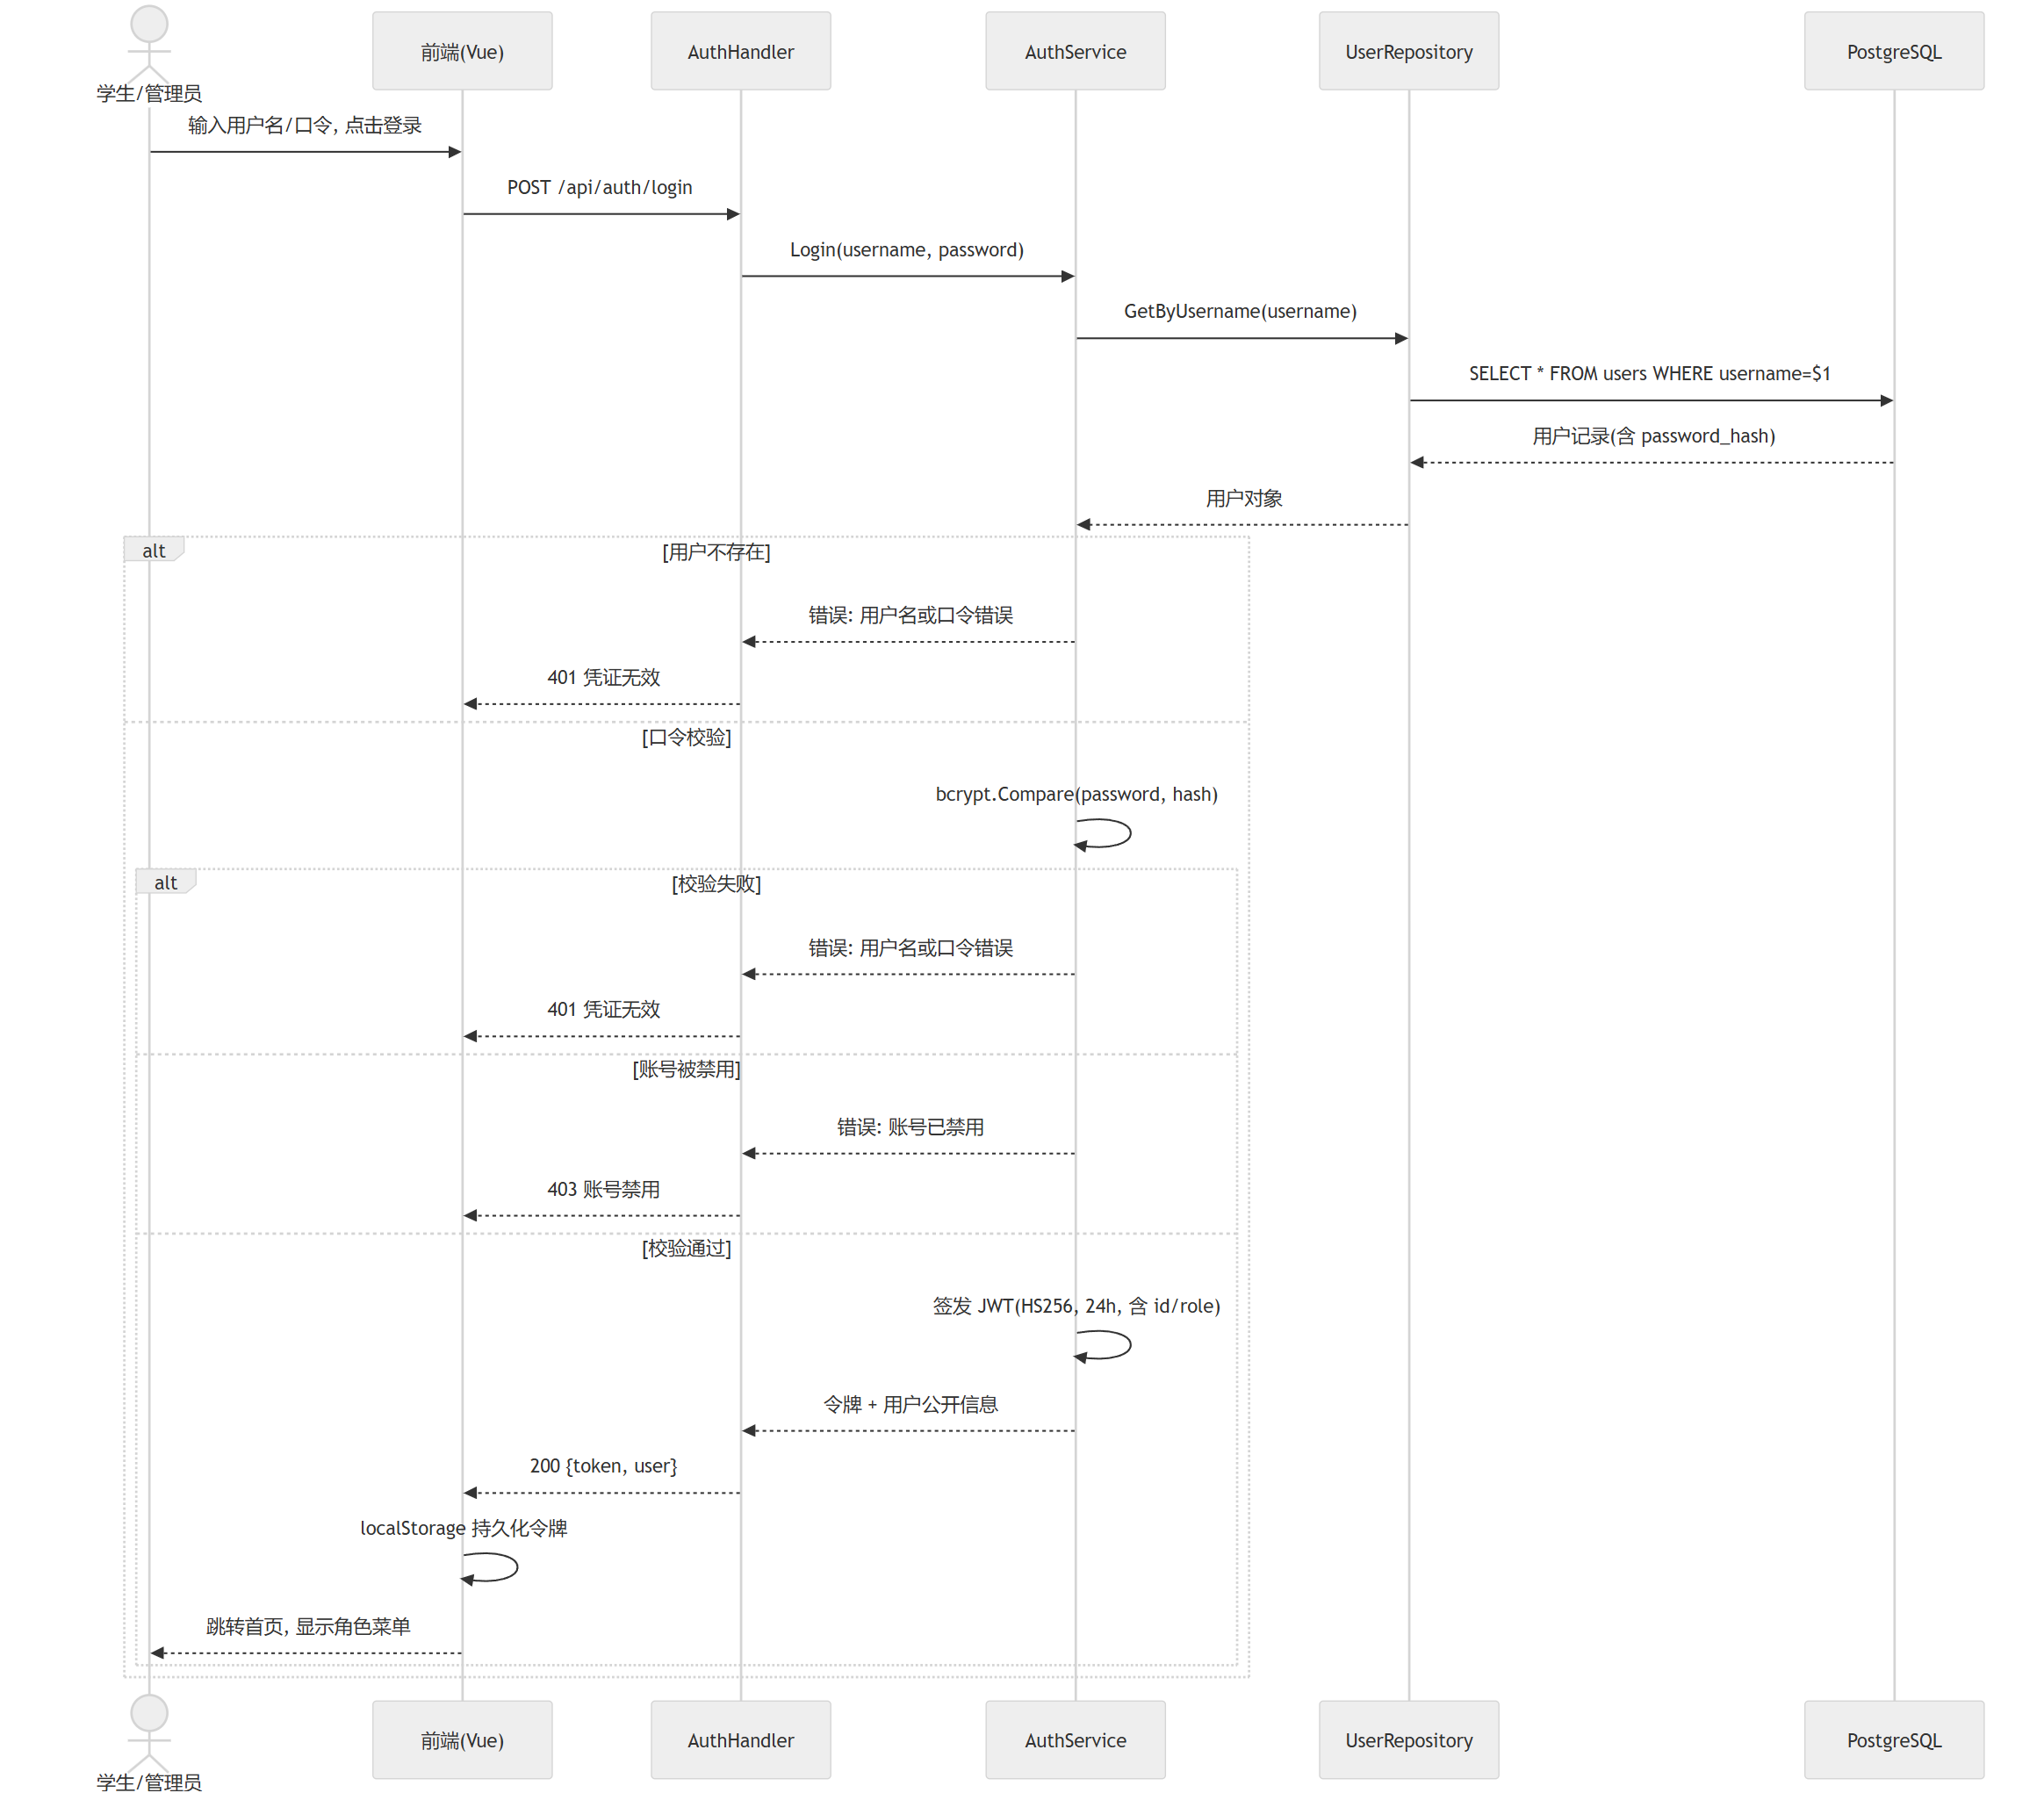 学生/管理员
前端(Vue)
AuthHandler
AuthService
UserRepository
PostgreSQL
输入用户名/口令, 点击登录
POST /api/auth/login
Login(username, password)
GetByUsername(username)
SELECT * FROM users WHERE username=$1
用户记录(含 password_hash)
用户对象
alt
[用户不存在]
错误: 用户名或口令错误
401 凭证无效
[口令校验]
bcrypt.Compare(password, hash)
alt
[校验失败]
错误: 用户名或口令错误
401 凭证无效
[账号被禁用]
错误: 账号已禁用
403 账号禁用
[校验通过]
签发 JWT(HS256, 24h, 含 id/role)
令牌 + 用户公开信息
200 {token, user}
localStorage 持久化令牌
跳转首页, 显示角色菜单
学生/管理员
前端(Vue)
AuthHandler
AuthService
UserRepository
PostgreSQL